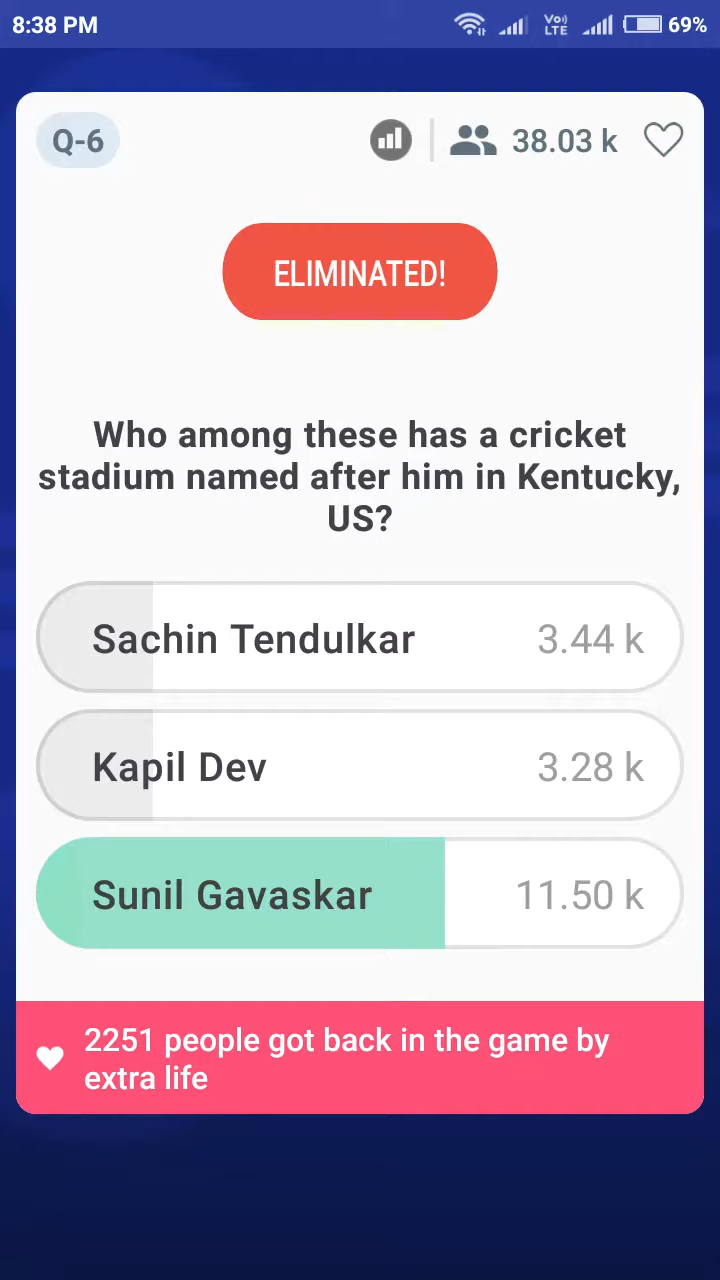 8:38 PM Vo) LTE 69%
Q-6 38.03 k
ELIMINATED!
Who among these has a cricket
stadium named after him in Kentucky,
US?
Sachin Tendulkar 3.44 k
Kapil Dev 3.28 k
Sunil Gavaskar 11.50 k
2251 people got back in the game by
extra life